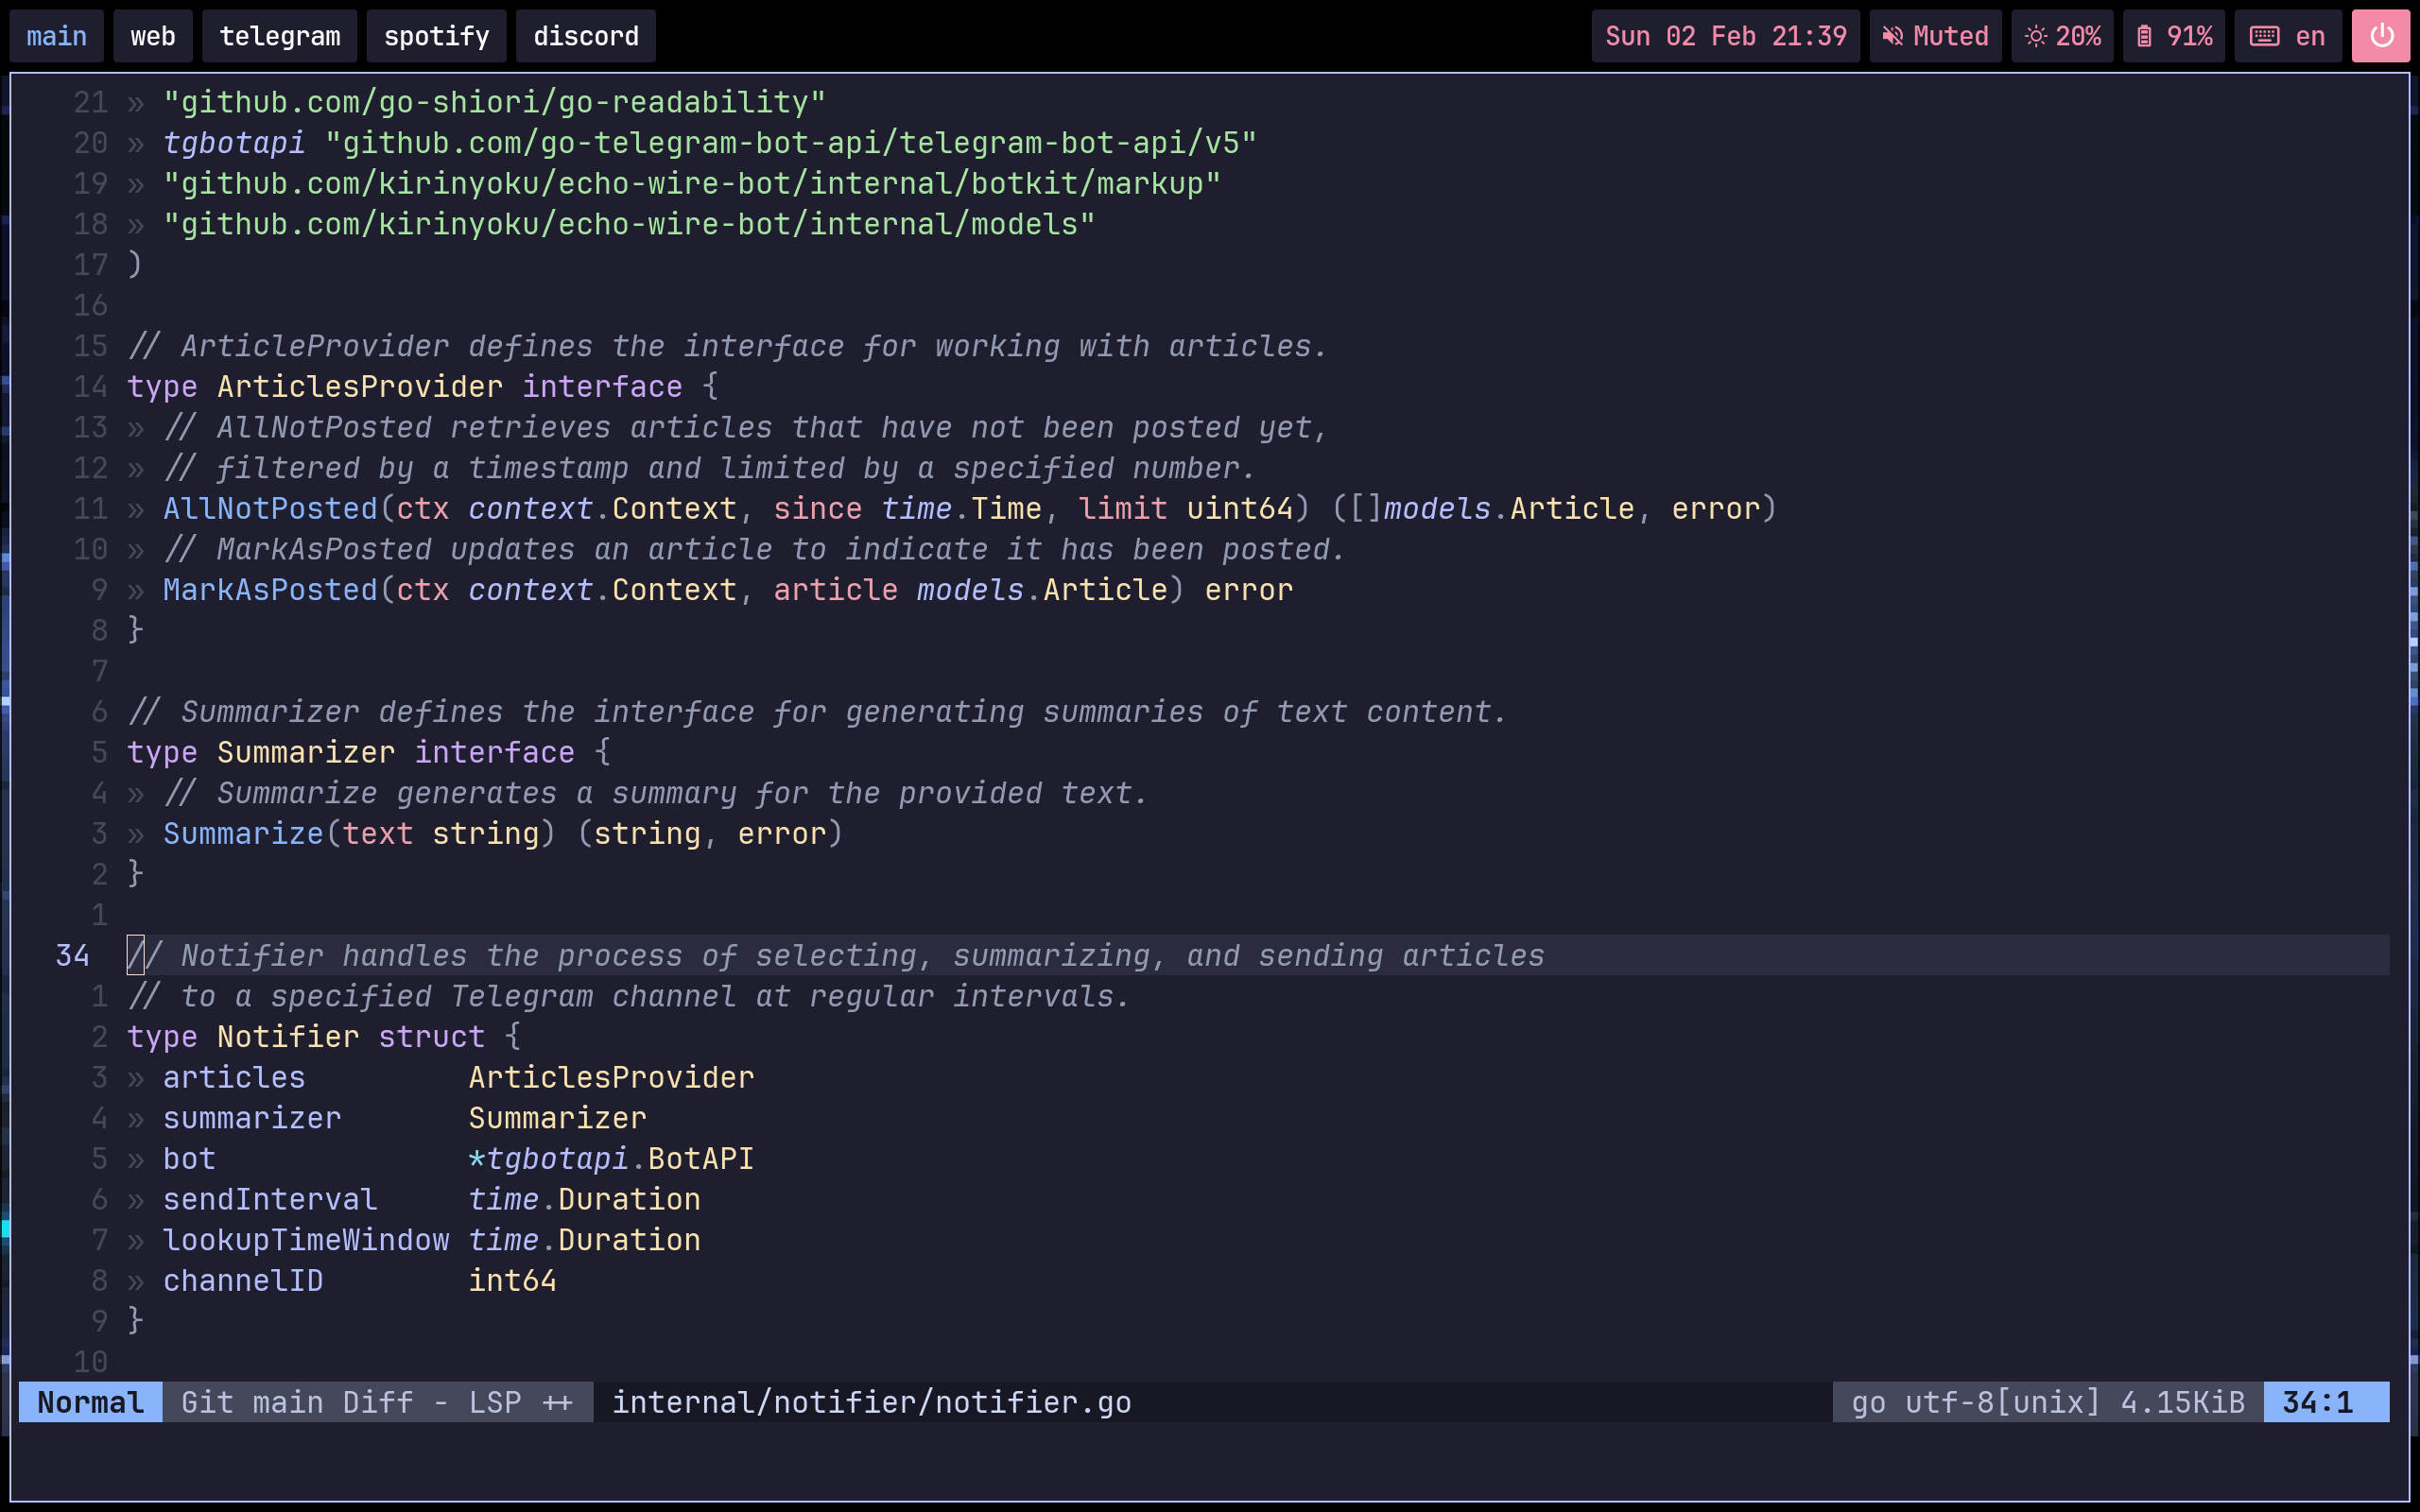 main web telegram spotify discord Sun 02 Feb 21:39 Muted 20% 91% en
21 » "github.com/go-shiori/go-readability"
20 » tgbotapi "github.com/go-telegram-bot-api/telegram-bot-api/v5"
19 » "github.com/kirinyoku/echo-wire-bot/internal/botkit/markup"
18 » "github.com/kirinyoku/echo-wire-bot/internal/models"
17 )
16
15 // ArticleProvider defines the interface for working with articles.
14 type ArticlesProvider interface {
13 » // AllNotPosted retrieves articles that have not been posted yet,
12 » // filtered by a timestamp and limited by a specified number.
11 » AllNotPosted(ctx context.Context, since time.Time, limit uint64) ([]models.Article, error)
10 » // MarkAsPosted updates an article to indicate it has been posted.
9 » MarkAsPosted(ctx context.Context, article models.Article) error
8 }
7
6 // Summarizer defines the interface for generating summaries of text content.
5 type Summarizer interface {
4 » // Summarize generates a summary for the provided text.
3 » Summarize(text string) (string, error)
2 }
1
34 // Notifier handles the process of selecting, summarizing, and sending articles
1 // to a specified Telegram channel at regular intervals.
2 type Notifier struct {
3 » articles         ArticlesProvider
4 » summarizer       Summarizer
5 » bot              *tgbotapi.BotAPI
6 » sendInterval     time.Duration
7 » lookupTimeWindow time.Duration
8 » channelID        int64
9 }
10
Normal Git main Diff - LSP ++ internal/notifier/notifier.go go utf-8[unix] 4.15KiB 34:1